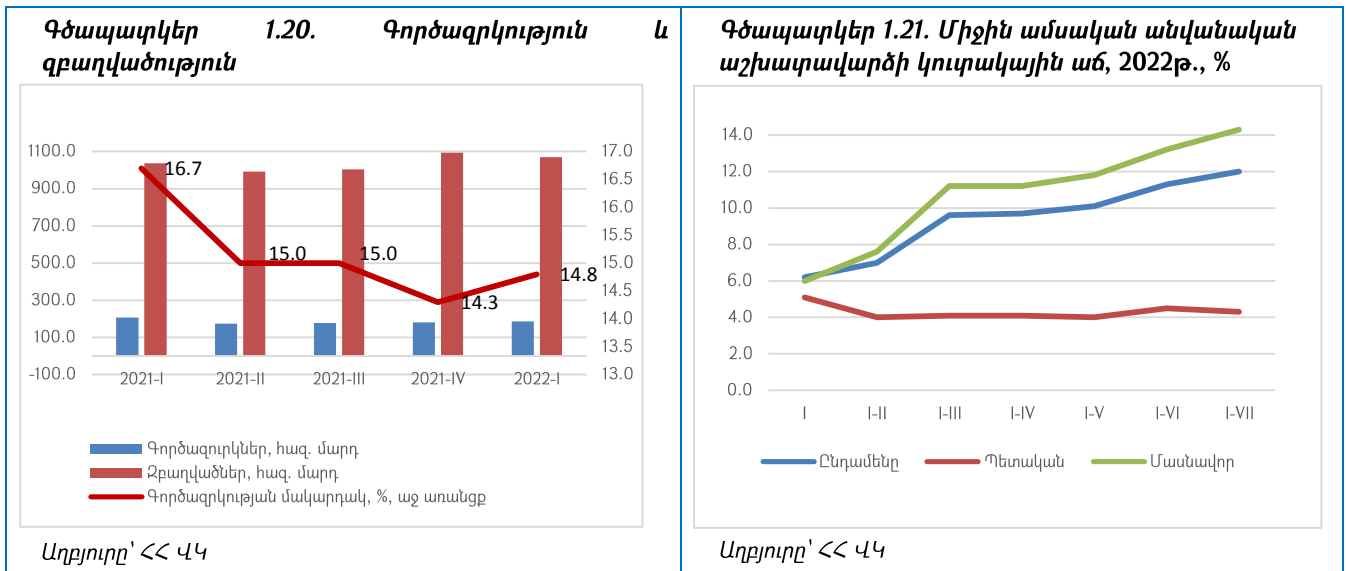 Գծապատկեր 1.20. Գործազրկություն և
զբաղվածություն
1100.0
900.0
700.0
500.0
300.0
100.0
-100.0
17.0
16.5
16.0
15.5
15.0
14.5
14.0
13.5
13.0
16.7
15.0
15.0
14.3
14.8
2021-I
2021-II
2021-III
2021-IV
2022-I
Գործազուրկներ, հազ. մարդ
Զբաղվածներ, հազ. մարդ
Գործազրկության մակարդակ, %, աջ առանցք
Աղբյուրը՝ ՀՀ ՎԿ
Գծապատկեր 1.21. Միջին ամսական անվանական
աշխատավարձի կուտակային աճ, 2022թ., %
14.0
12.0
10.0
8.0
6.0
4.0
2.0
0.0
I
I-II
I-III
I-IV
I-V
I-VI
I-VII
Ընդամենը
Պետական
Մասնավոր
Աղբյուրը՝ ՀՀ ՎԿ